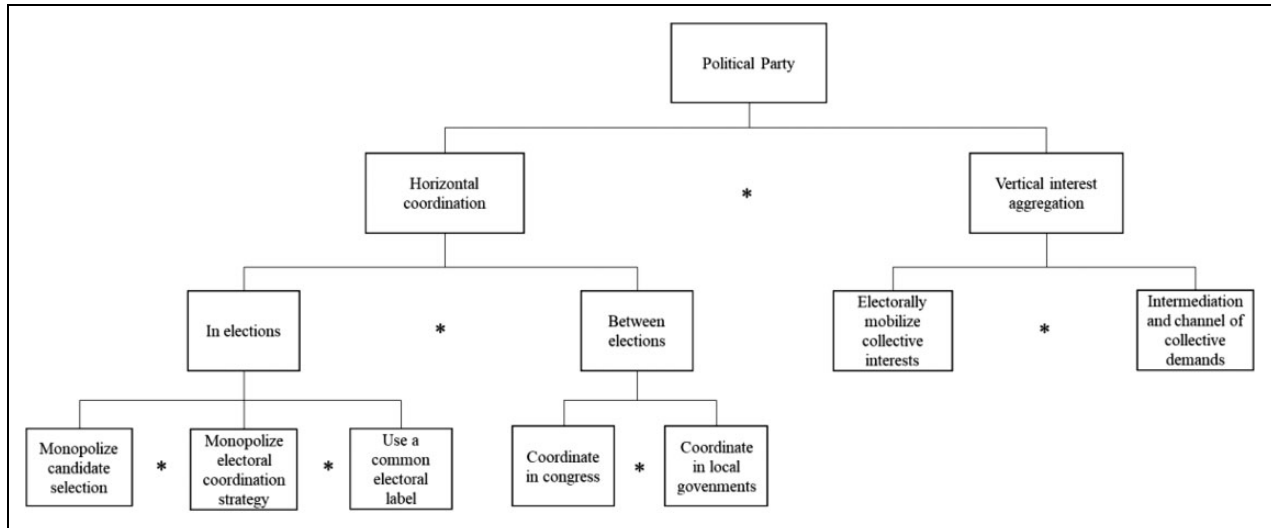 Political Party
Horizontal
coordination
*
Vertical interest
aggregation
In elections
*
Between
elections
Electorally
mobilize
collective
interests
*
Intermediation
and channel of
collective
demands
Monopolize
candidate
selection
*
Monopolize
electoral
coordination
strategy
*
Use a
common
electoral
label
Coordinate
in congress
*
Coordinate
in local
govenments